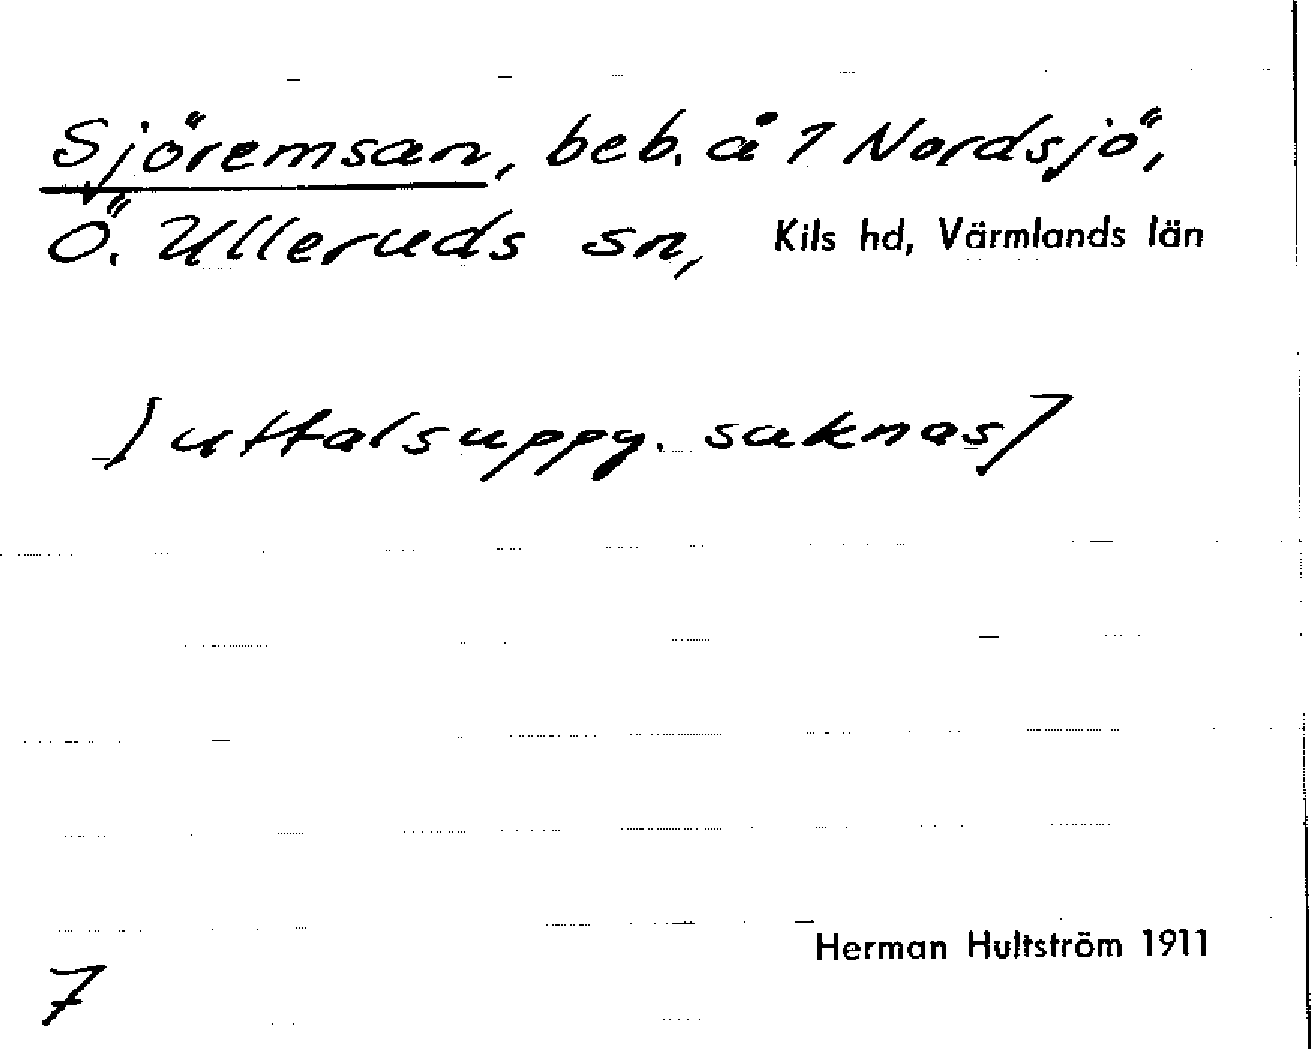 Sjöremsan, beb. å 1 Nordsjö,
Ö. Ulleruds sn, Kils hd, Värmlands län
[uttalsuppg. saknas]
Herman Hultström 1911
7